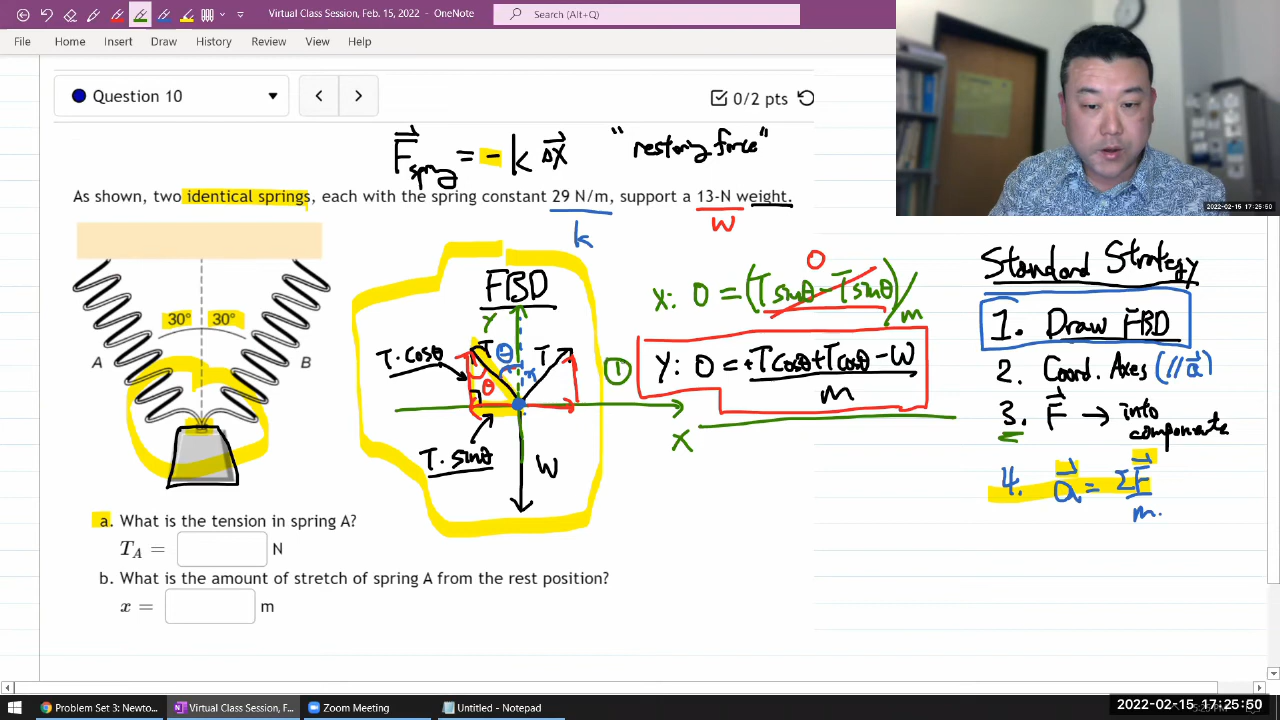 Virtual Class Session, Feb. 15, 2022 - OneNote
Search (Alt+Q)
File Home Insert Draw History Review View Help
Question 10
0/2 pts
F spring = - k Δx "restoring force"
As shown, two identical springs, each with the spring constant 29 N/m, support a 13-N weight.
k
W
30° 30°
A
B
FBD
Y
T·cosθ
T
T
θ
θ
T·sinθ
W
X
x: 0 = (Tsinθ - Tsinθ)/m
0
① y: 0 = +Tcosθ+Tcosθ-W
m
Standard Strategy
1. Draw FBD
2. Coord. Axes (// a)
3. F → into
components
4. a = ΣF
m
a. What is the tension in spring A?
T_A = N
b. What is the amount of stretch of spring A from the rest position?
x = m
2022-02-15 17:25:50
Problem Set 3: Newto...
Virtual Class Session, F...
Zoom Meeting
Untitled - Notepad
2022-02-15 17:25:50